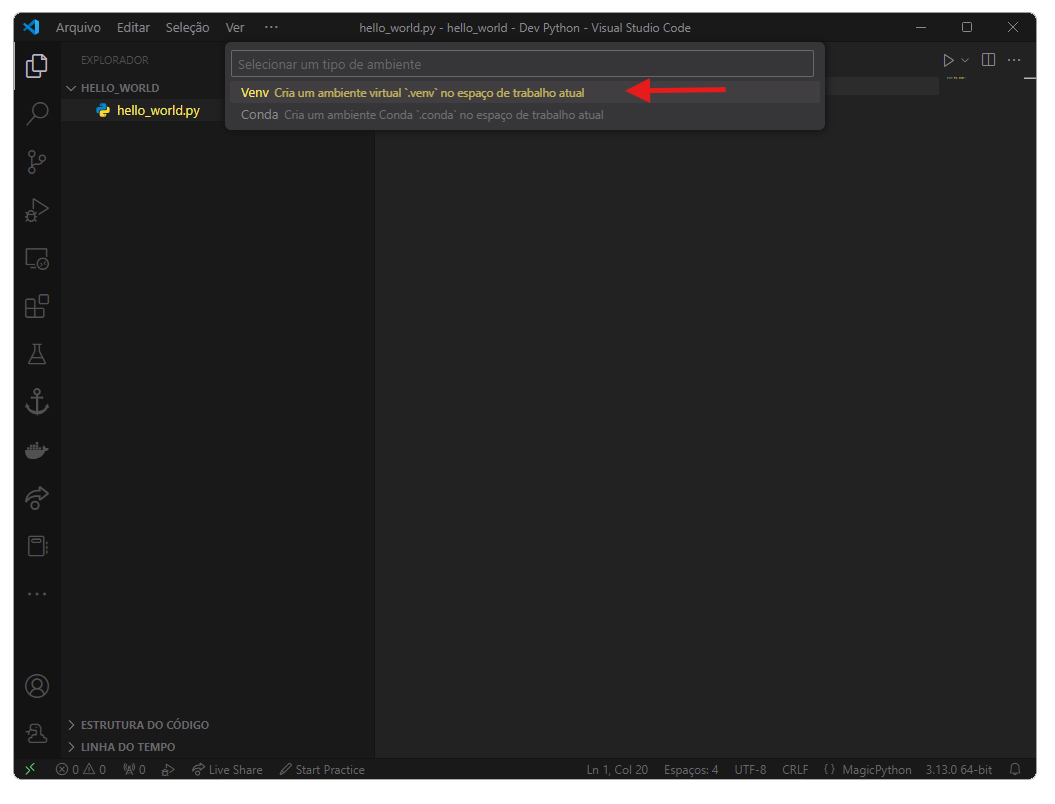 Arquivo Editar Seleção Ver ··· hello_world.py - hello_world - Dev Python - Visual Studio Code
EXPLORADOR
Selecionar um tipo de ambiente
HELLO_WORLD
Venv Cria um ambiente virtual `.venv` no espaço de trabalho atual
hello_world.py
Conda Cria um ambiente Conda `.conda` no espaço de trabalho atual
ESTRUTURA DO CÓDIGO
LINHA DO TEMPO
0 0 0 Live Share Start Practice Ln 1, Col 20 Espaços: 4 UTF-8 CRLF {} MagicPython 3.13.0 64-bit